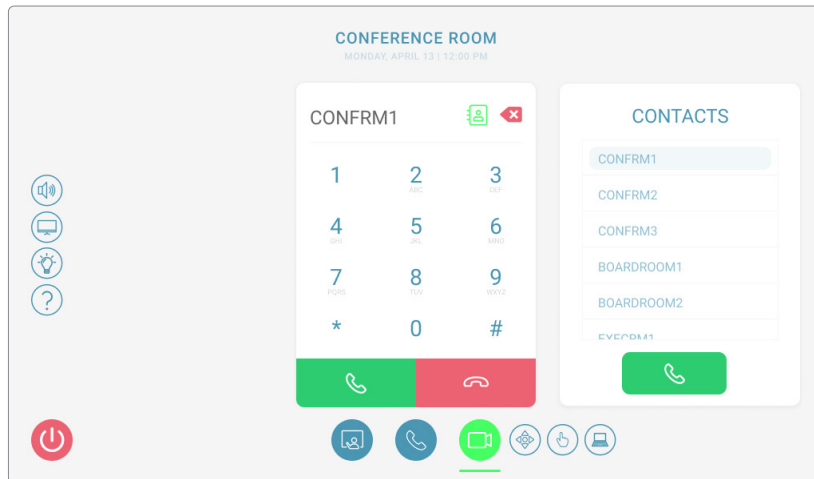 CONFERENCE ROOM
MONDAY, APRIL 13 | 12:00 PM
CONFRM1
1
2
ABC
3
DEF
4
GHI
5
JKL
6
MNO
7
PQRS
8
TUV
9
WXYZ
*
0
#
CONTACTS
CONFRM1
CONFRM2
CONFRM3
BOARDROOM1
BOARDROOM2
EXECRM1
?